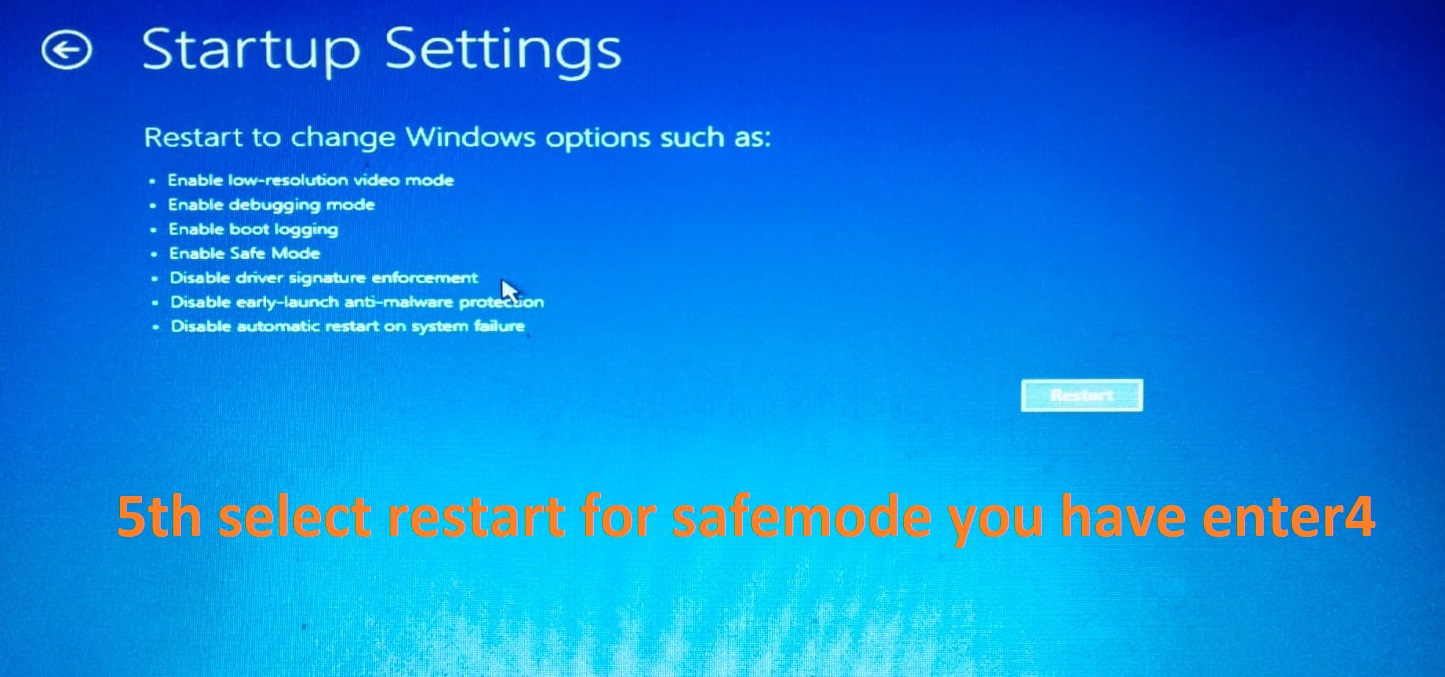 Startup Settings
Restart to change Windows options such as:
• Enable low-resolution video mode
• Enable debugging mode
• Enable boot logging
• Enable Safe Mode
• Disable driver signature enforcement
• Disable early-launch anti-malware protection
• Disable automatic restart on system failure
Restart
5th select restart for safemode you have enter4